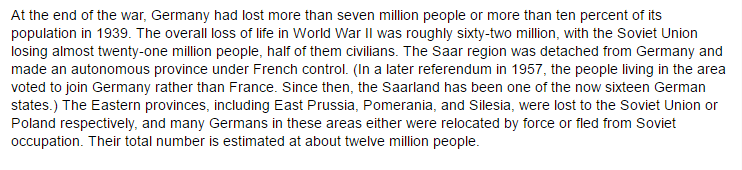 At the end of the war, Germany had lost more than seven million people or more than ten percent of its
population in 1939. The overall loss of life in World War II was roughly sixty-two million, with the Soviet Union
losing almost twenty-one million people, half of them civilians. The Saar region was detached from Germany and
made an autonomous province under French control. (In a later referendum in 1957, the people living in the area
voted to join Germany rather than France. Since then, the Saarland has been one of the now sixteen German
states.) The Eastern provinces, including East Prussia, Pomerania, and Silesia, were lost to the Soviet Union or
Poland respectively, and many Germans in these areas either were relocated by force or fled from Soviet
occupation. Their total number is estimated at about twelve million people.